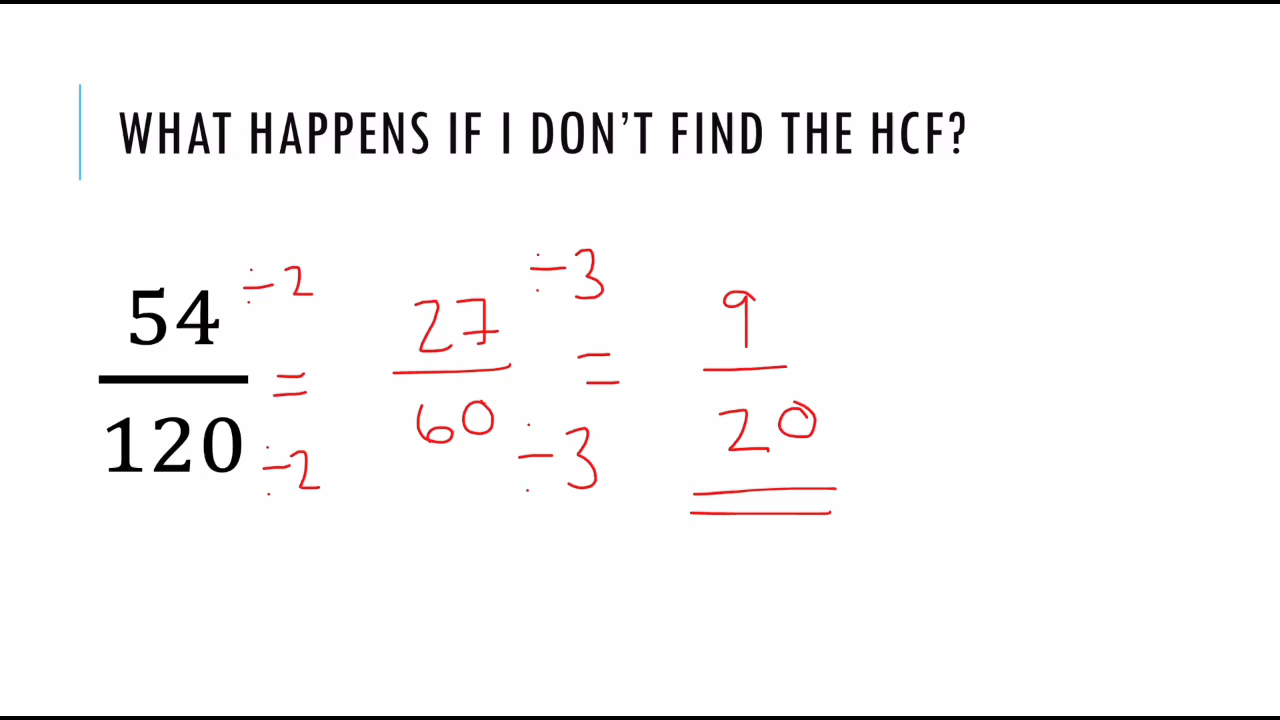 WHAT HAPPENS IF I DON'T FIND THE HCF?
54 ÷2 27 ÷3 9
= =
120 ÷2 60 ÷3 20